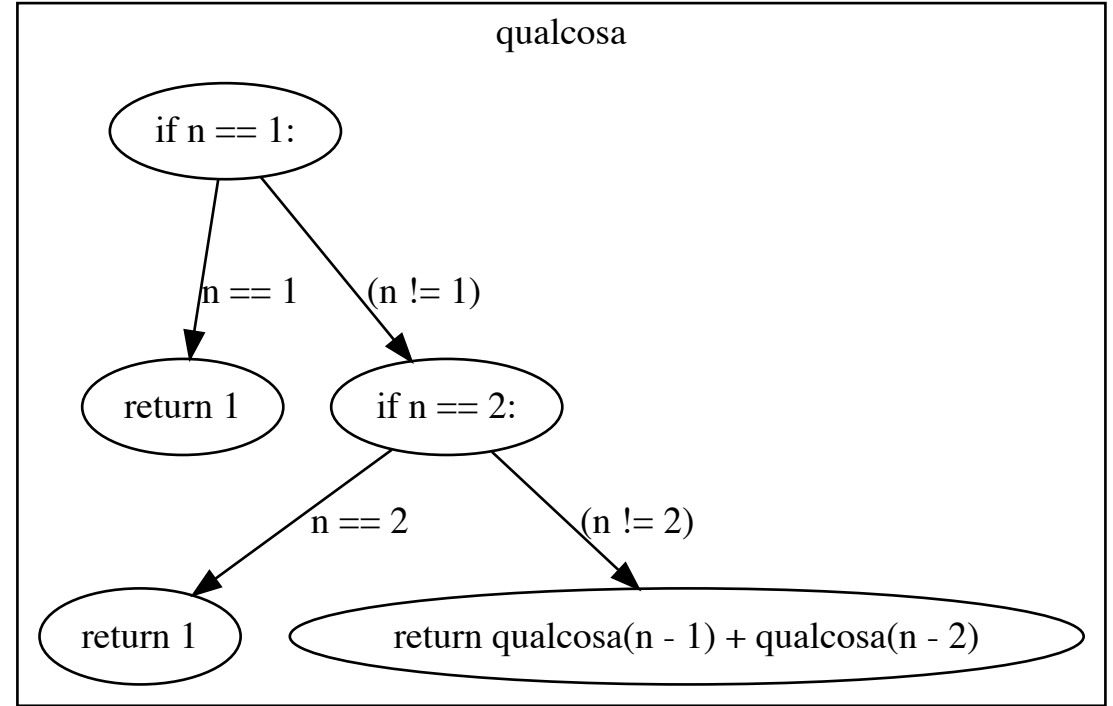 qualcosa
if n == 1:
n == 1
(n != 1)
return 1
if n == 2:
n == 2
(n != 2)
return 1
return qualcosa(n - 1) + qualcosa(n - 2)